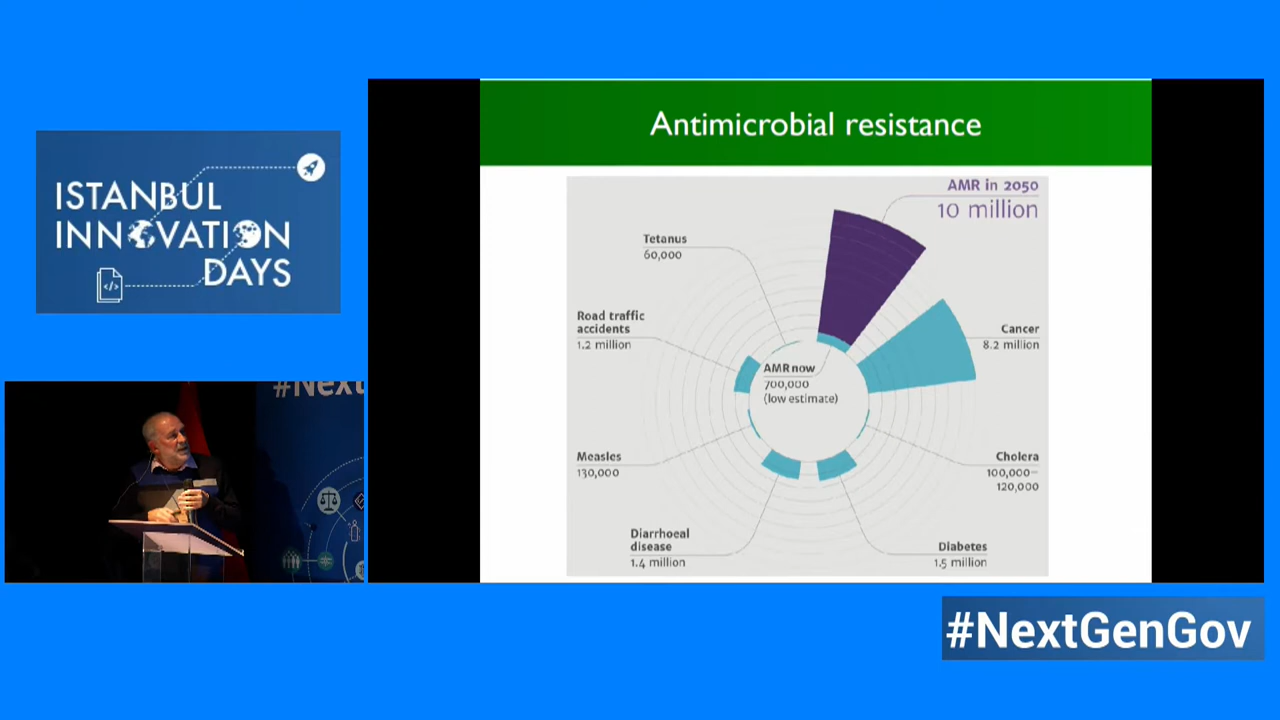 ISTANBUL
INNOVATION
DAYS
</>
#Next
Antimicrobial resistance
AMR in 2050
10 million
Tetanus
60,000
Road traffic
accidents
1.2 million
Cancer
8.2 million
AMR now
700,000
(low estimate)
Measles
130,000
Cholera
100,000–
120,000
Diarrhoeal
disease
1.4 million
Diabetes
1.5 million
#NextGenGov